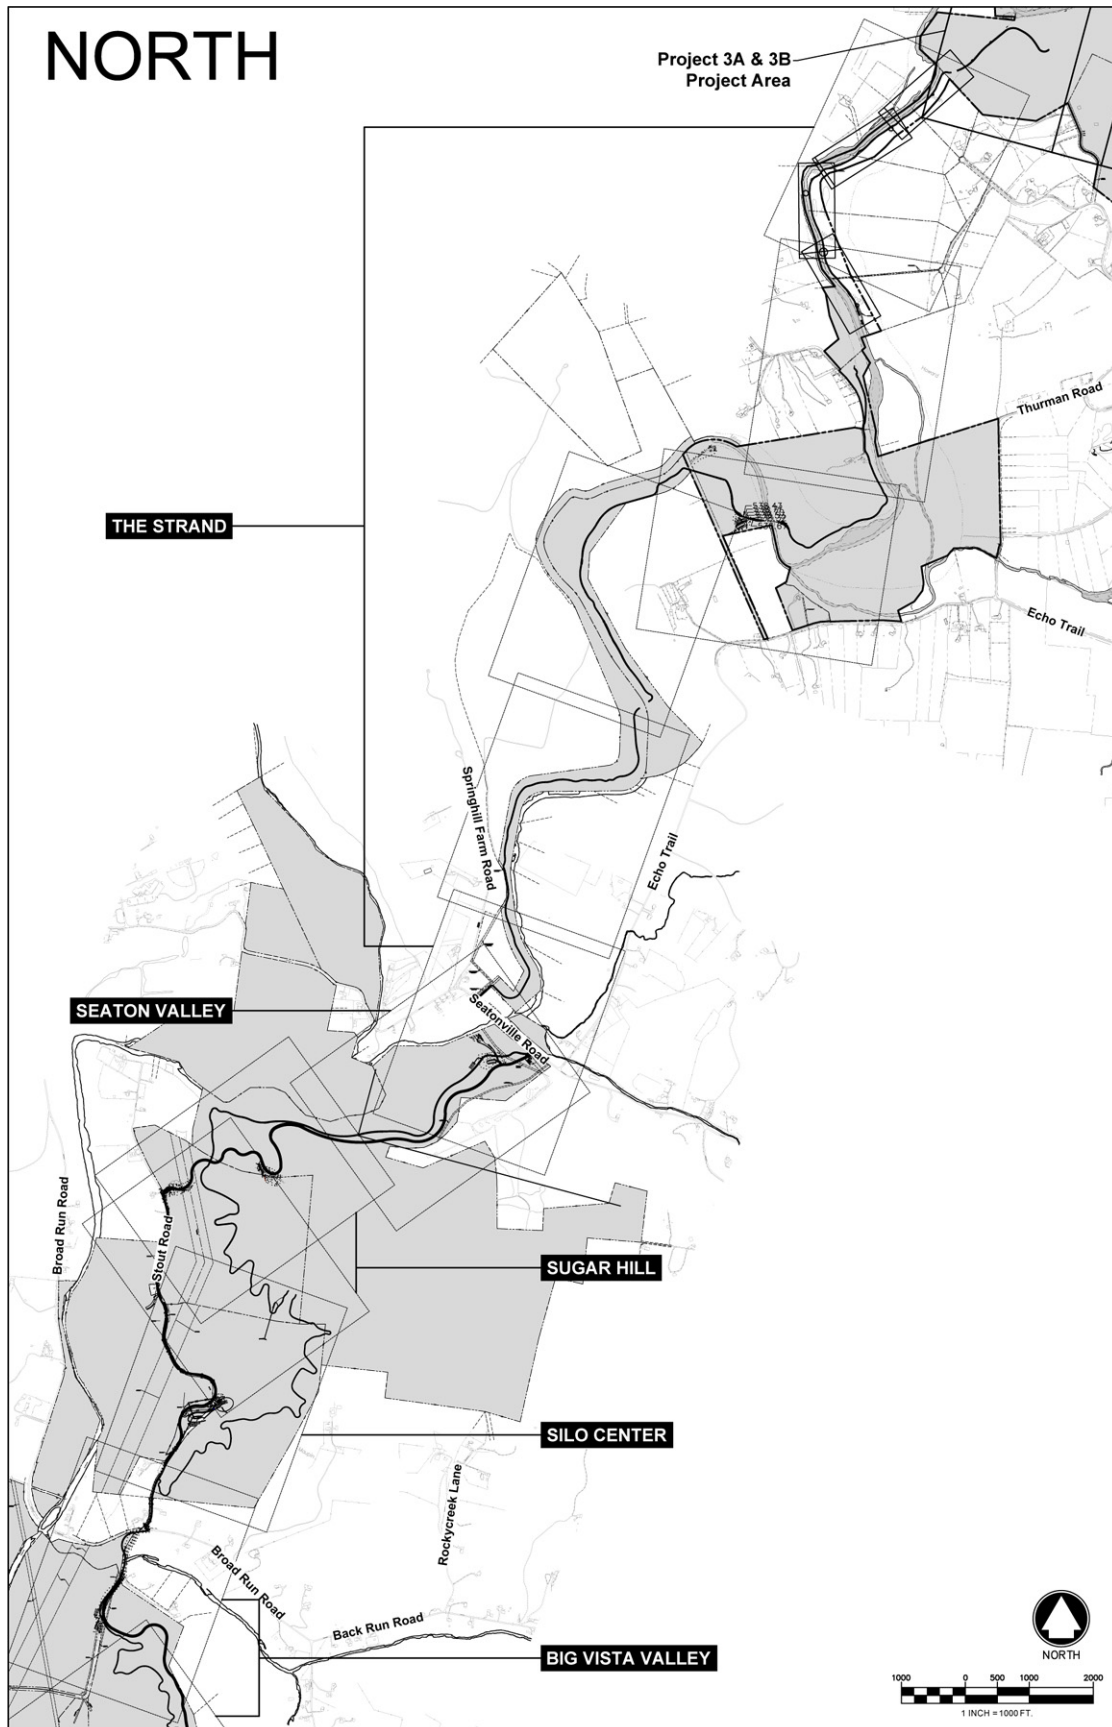 NORTH
Project 3A & 3B
Project Area
Thurman Road
THE STRAND
Echo Trail
Springhill Farm Road
Echo Trail
SEATON VALLEY
Seatonville Road
Broad Run Road
Stout Road
SUGAR HILL
SILO CENTER
Rockycreek Lane
Broad Run Road
Back Run Road
BIG VISTA VALLEY
NORTH
1000 0 500 1000 2000
1 INCH = 1000 FT.